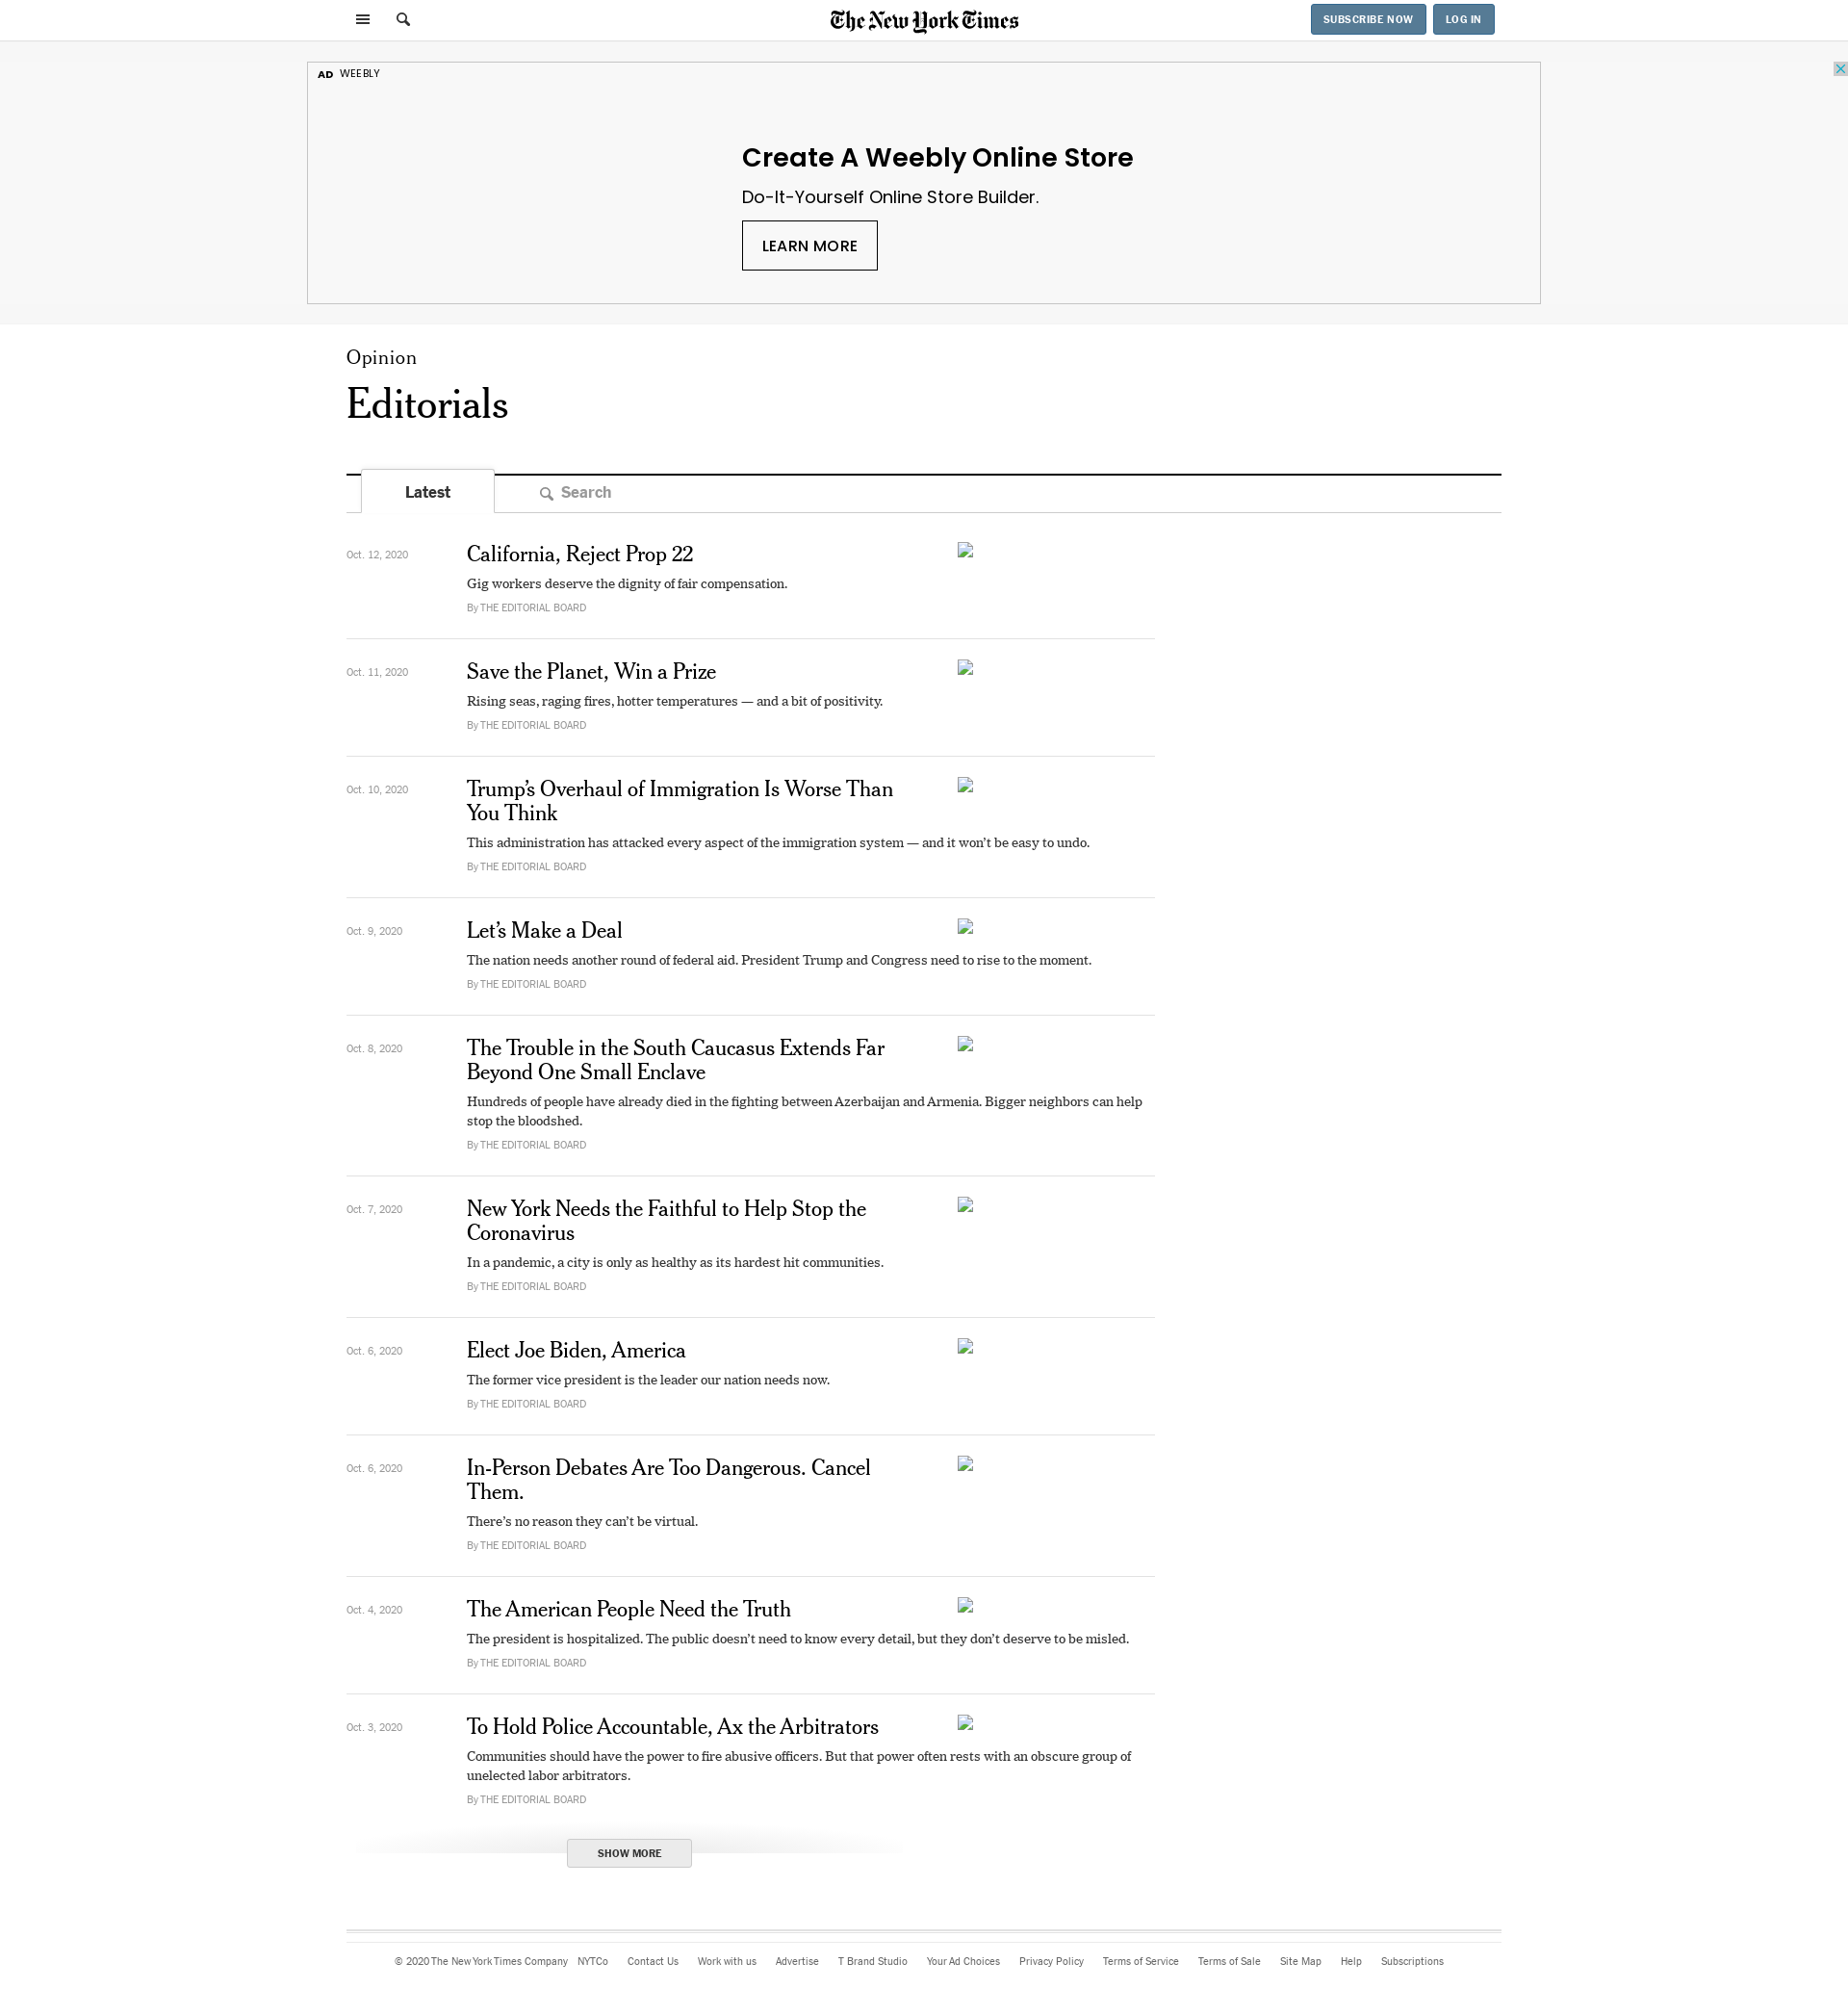 The New York Times
SUBSCRIBE NOW
LOG IN
AD WEEKLY
Create A Weekly Online Store
Do-It-Yourself Online Store Builder.
LEARN MORE
Opinion
Editorials
Latest
Search
Oct. 12, 2020
California, Reject Prop 22
Gig workers deserve the dignity of fair compensation.
By THE EDITORIAL BOARD
Oct. 11, 2020
Save the Planet, Win a Prize
Rising seas, raging fires, hotter temperatures — and a bit of positivity.
By THE EDITORIAL BOARD
Oct. 10, 2020
Trump’s Overhaul of Immigration Is Worse Than
You Think
This administration has attacked every aspect of the immigration system — and it won’t be easy to undo.
By THE EDITORIAL BOARD
Oct. 9, 2020
Let’s Make a Deal
The nation needs another round of federal aid. President Trump and Congress need to rise to the moment.
By THE EDITORIAL BOARD
Oct. 8, 2020
The Trouble in the South Caucasus Extends Far
Beyond One Small Enclave
Hundreds of people have already died in the fighting between Azerbaijan and Armenia. Bigger neighbors can help
stop the bloodshed.
By THE EDITORIAL BOARD
Oct. 7, 2020
New York Needs the Faithful to Help Stop the
Coronavirus
In a pandemic, a city is only as healthy as its hardest hit communities.
By THE EDITORIAL BOARD
Oct. 6, 2020
Elect Joe Biden, America
The former vice president is the leader our nation needs now.
By THE EDITORIAL BOARD
Oct. 6, 2020
In-Person Debates Are Too Dangerous. Cancel
Them.
There’s no reason they can’t be virtual.
By THE EDITORIAL BOARD
Oct. 4, 2020
The American People Need the Truth
The president is hospitalized. The public doesn’t need to know every detail, but they don’t deserve to be misled.
By THE EDITORIAL BOARD
Oct. 3, 2020
To Hold Police Accountable, Ax the Arbitrators
Communities should have the power to fire abusive officers. But that power often rests with an obscure group of
unelected labor arbitrators.
By THE EDITORIAL BOARD
SHOW MORE
© 2020 The New York Times Company NYTCo Contact Us Work with us Advertise T Brand Studio Your Ad Choices Privacy Policy Terms of Service Terms of Sale Site Map Help Subscriptions